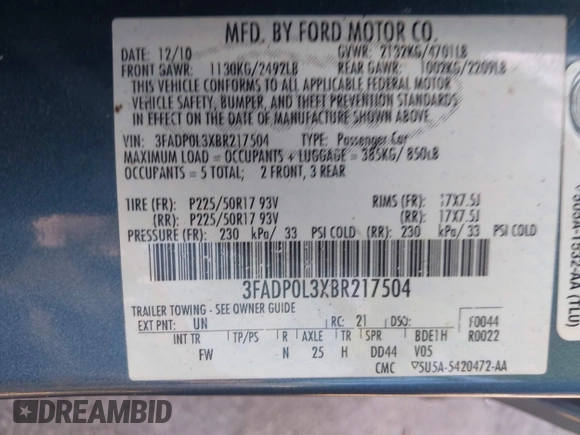 MFD. BY FORD MOTOR CO.
DATE: 12/10 GVWR: 2132KG/4701LB
FRONT GAWR: 1130KG/2492LB REAR GAWR: 1002KG/2209LB
THIS VEHICLE CONFORMS TO ALL APPLICABLE FEDERAL MOTOR
VEHICLE SAFETY, BUMPER, AND THEFT PREVENTION STANDARDS
IN EFFECT ON THE DATE OF MANUFACTURE SHOWN ABOVE.
VIN: 3FADP0L3XBR217504 TYPE: Passenger Car
MAXIMUM LOAD = OCCUPANTS + LUGGAGE = 385KG/ 850LB
OCCUPANTS = 5 TOTAL; 2 FRONT, 3 REAR
TIRE (FR): P225/50R17 93V RIMS (FR): 17X7.5J
(RR): P225/50R17 93V (RR): 17X7.5J
PRESSURE (FR): 230 kPa/ 33 PSI COLD (RR): 230 kPa/ 33 PSI COLD
3FADP0L3XBR217504
TRAILER TOWING - SEE OWNER GUIDE
EXT PNT: UN RC: 21 DSO: F0044
INT TR TP/PS R AXLE TR SPR BDE1H R0022
FW N 25 H DD44 V05
CMC ▽5U5A-5420472-AA
DREAMBID